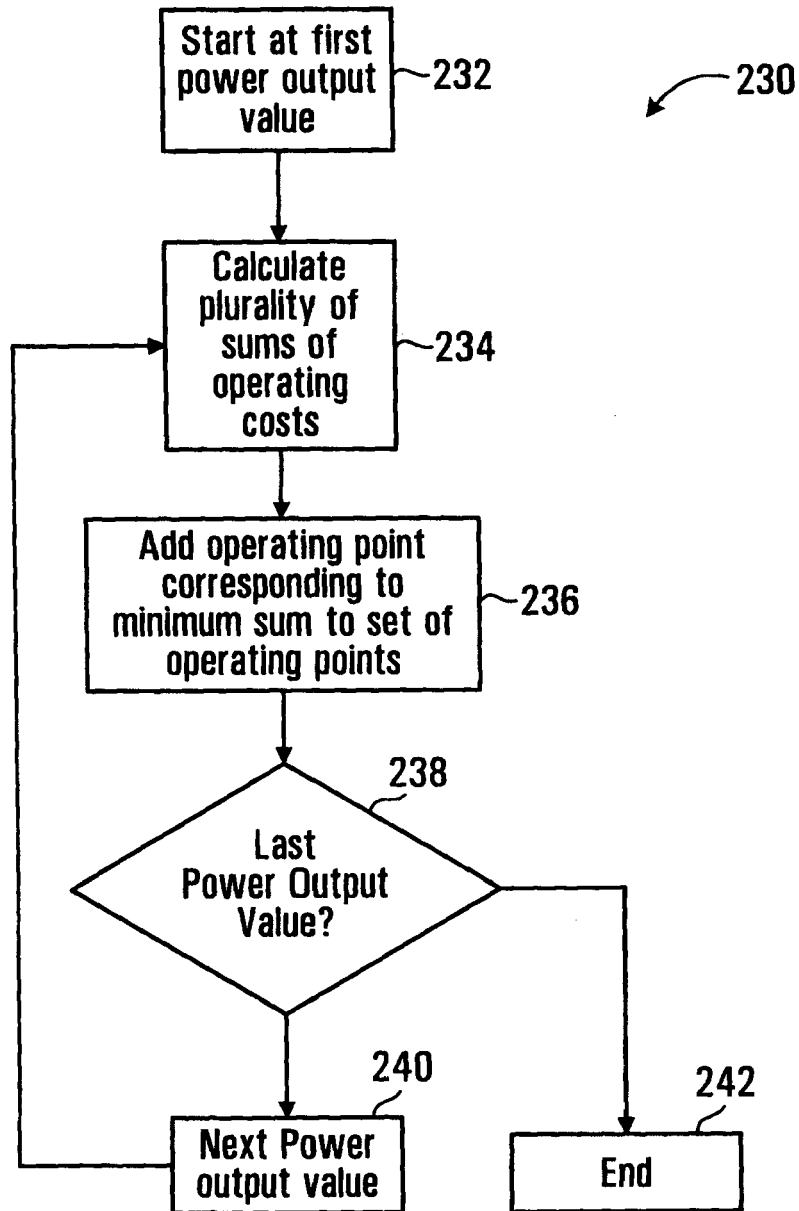 Start at first
power output
value
232
230
Calculate
plurality of
sums of
operating
costs
234
Add operating point
corresponding to
minimum sum to set of
operating points
236
238
Last
Power Output
Value?
240
Next Power
output value
242
End